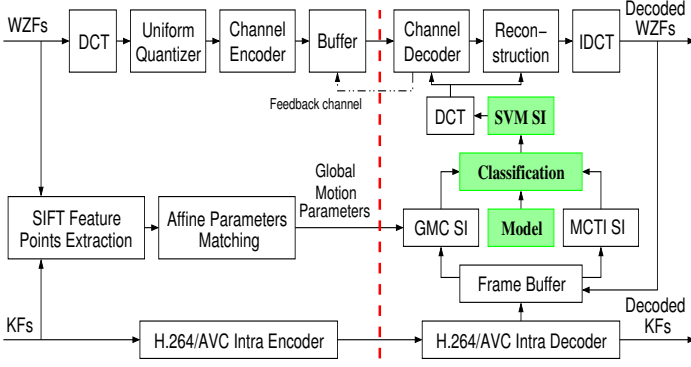 WZFs
DCT
Uniform
Quantizer
Channel
Encoder
Buffer
Channel
Decoder
Recon-
struction
IDCT
Decoded
WZFs
Feedback channel
DCT
SVM SI
Classification
Global
Motion
Parameters
SIFT Feature
Points Extraction
Affine Parameters
Matching
GMC SI
Model
MCTI SI
Frame Buffer
KFs
H.264/AVC Intra Encoder
H.264/AVC Intra Decoder
Decoded
KFs